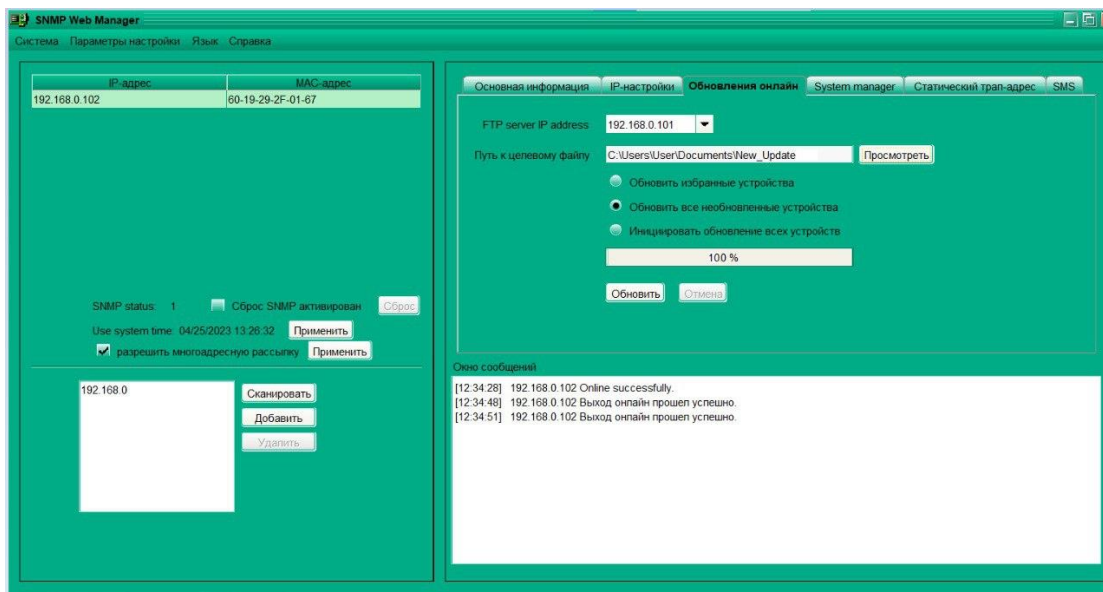 SNMP Web Manager
Система Параметры настройки Язык Справка
IP-адрес MAC-адрес
192.168.0.102 60-19-29-2F-01-67
SNMP status: 1 Сброс SNMP активирован Сброс
Use system time: 04/25/2023 13:26:32 Применить
разрешить многоадресную рассылку Применить
192.168.0
Сканировать
Добавить
Удалить
Основная информация IP-настройки Обновления онлайн System manager Статический трап-адрес SMS
FTP server IP address 192.168.0.101
Путь к целевому файлу C:\Users\User\Documents\New_Update Просмотреть
Обновить избранные устройства
Обновить все необновленные устройства
Инициировать обновление всех устройств
100 %
Обновить Отмена
Окно сообщений
[12:34:28] 192.168.0.102 Online successfully.
[12:34:48] 192.168.0.102 Выход онлайн прошел успешно.
[12:34:51] 192.168.0.102 Выход онлайн прошел успешно.